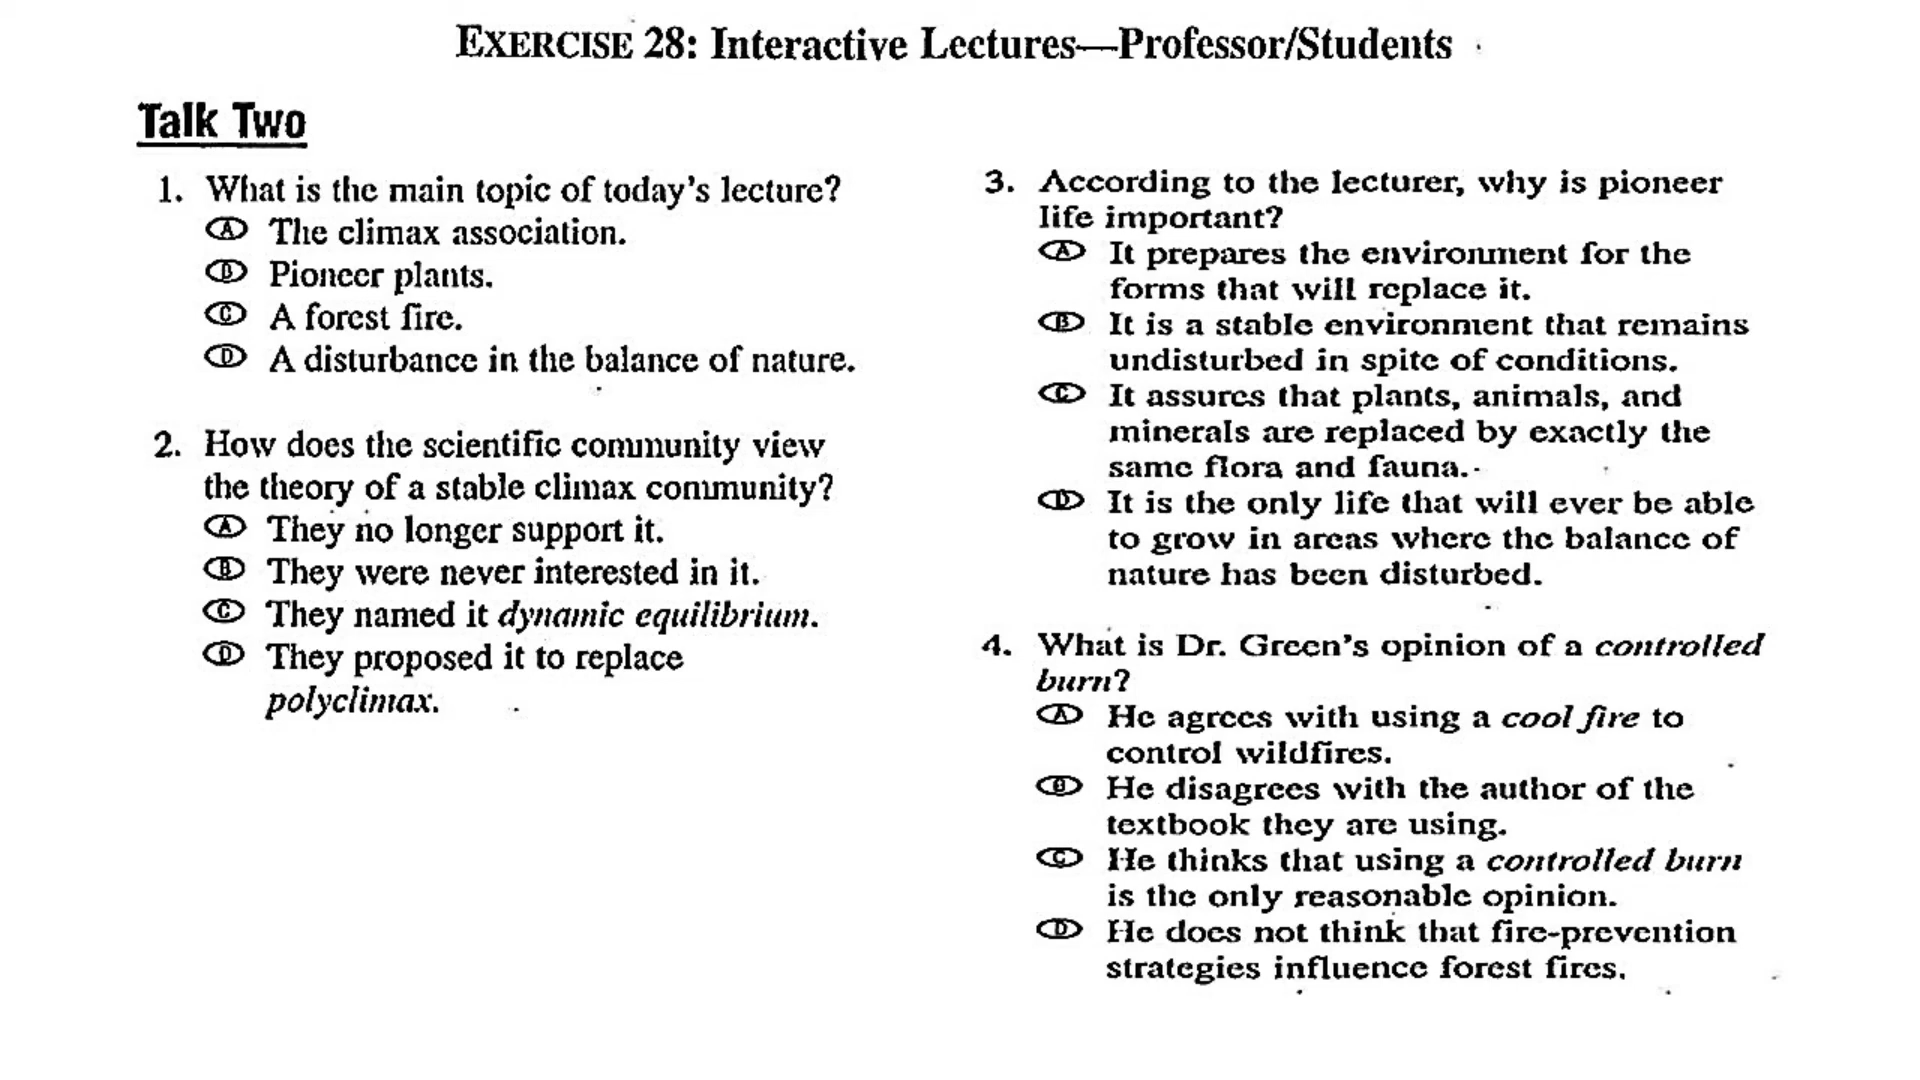 EXERCISE 28: Interactive Lectures—Professor/Students
Talk Two
1. What is the main topic of today's lecture?
Ⓐ The climax association.
Ⓑ Pioneer plants.
Ⓒ A forest fire.
Ⓓ A disturbance in the balance of nature.
2. How does the scientific community view
the theory of a stable climax community?
Ⓐ They no longer support it.
Ⓑ They were never interested in it.
Ⓒ They named it dynamic equilibrium.
Ⓓ They proposed it to replace
polyclimax.
3. According to the lecturer, why is pioneer
life important?
Ⓐ It prepares the environment for the
forms that will replace it.
Ⓑ It is a stable environment that remains
undisturbed in spite of conditions.
Ⓒ It assures that plants, animals, and
minerals are replaced by exactly the
same flora and fauna.
Ⓓ It is the only life that will ever be able
to grow in areas where the balance of
nature has been disturbed.
4. What is Dr. Green's opinion of a controlled
burn?
Ⓐ He agrees with using a cool fire to
control wildfires.
Ⓑ He disagrees with the author of the
textbook they are using.
Ⓒ He thinks that using a controlled burn
is the only reasonable opinion.
Ⓓ He does not think that fire-prevention
strategies influence forest fires.